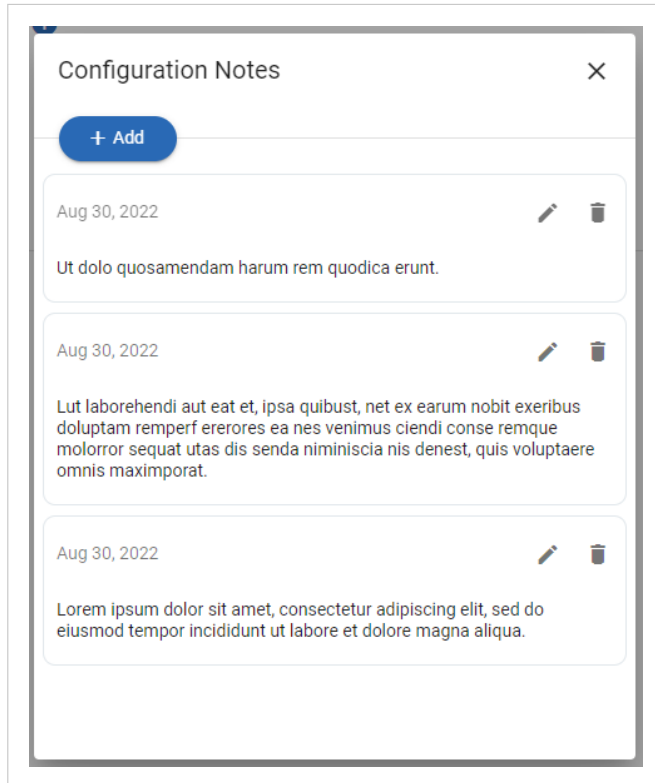 Configuration Notes
+ Add
Aug 30, 2022
Ut dolo quosamendam harum rem quodica erunt.
Aug 30, 2022
Lut laborehendi aut eat et, ipsa quibust, net ex earum nobit exeribus
doluptam remperf ererores ea nes venimus ciendi conse remque
molorror sequat utas dis senda niminiscia nis denest, quis voluptaere
omnis maximporat.
Aug 30, 2022
Lorem ipsum dolor sit amet, consectetur adipiscing elit, sed do
eiusmod tempor incididunt ut labore et dolore magna aliqua.